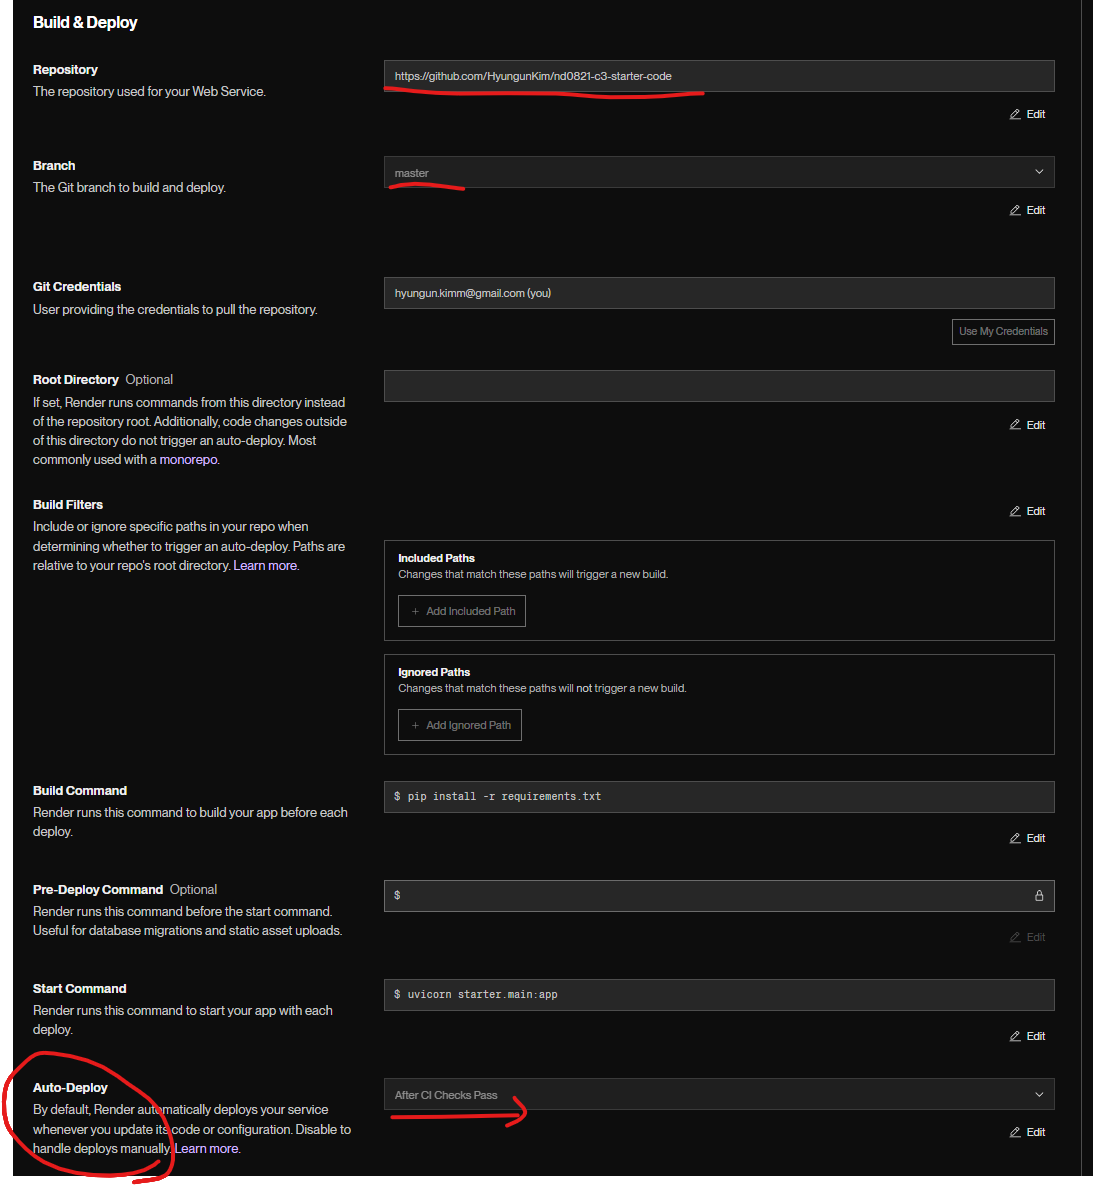 Build & Deploy
Repository
The repository used for your Web Service.
https://github.com/HyungunKim/nd0821-c3-starter-code
Edit
Branch
The Git branch to build and deploy.
master
Edit
Git Credentials
User providing the credentials to pull the repository.
hyungun.kimm@gmail.com (you)
Use My Credentials
Root Directory Optional
If set, Render runs commands from this directory instead
of the repository root. Additionally, code changes outside
of this directory do not trigger an auto-deploy. Most
commonly used with a monorepo.
Edit
Build Filters
Include or ignore specific paths in your repo when
determining whether to trigger an auto-deploy. Paths are
relative to your repo's root directory. Learn more.
Edit
Included Paths
Changes that match these paths will trigger a new build.
+ Add Included Path
Ignored Paths
Changes that match these paths will not trigger a new build.
+ Add Ignored Path
Build Command
Render runs this command to build your app before each
deploy.
$ pip install -r requirements.txt
Edit
Pre-Deploy Command Optional
Render runs this command before the start command.
Useful for database migrations and static asset uploads.
$
Edit
Start Command
Render runs this command to start your app with each
deploy.
$ uvicorn starter.main:app
Edit
Auto-Deploy
By default, Render automatically deploys your service
whenever you update its code or configuration. Disable to
handle deploys manually. Learn more.
After CI Checks Pass
Edit